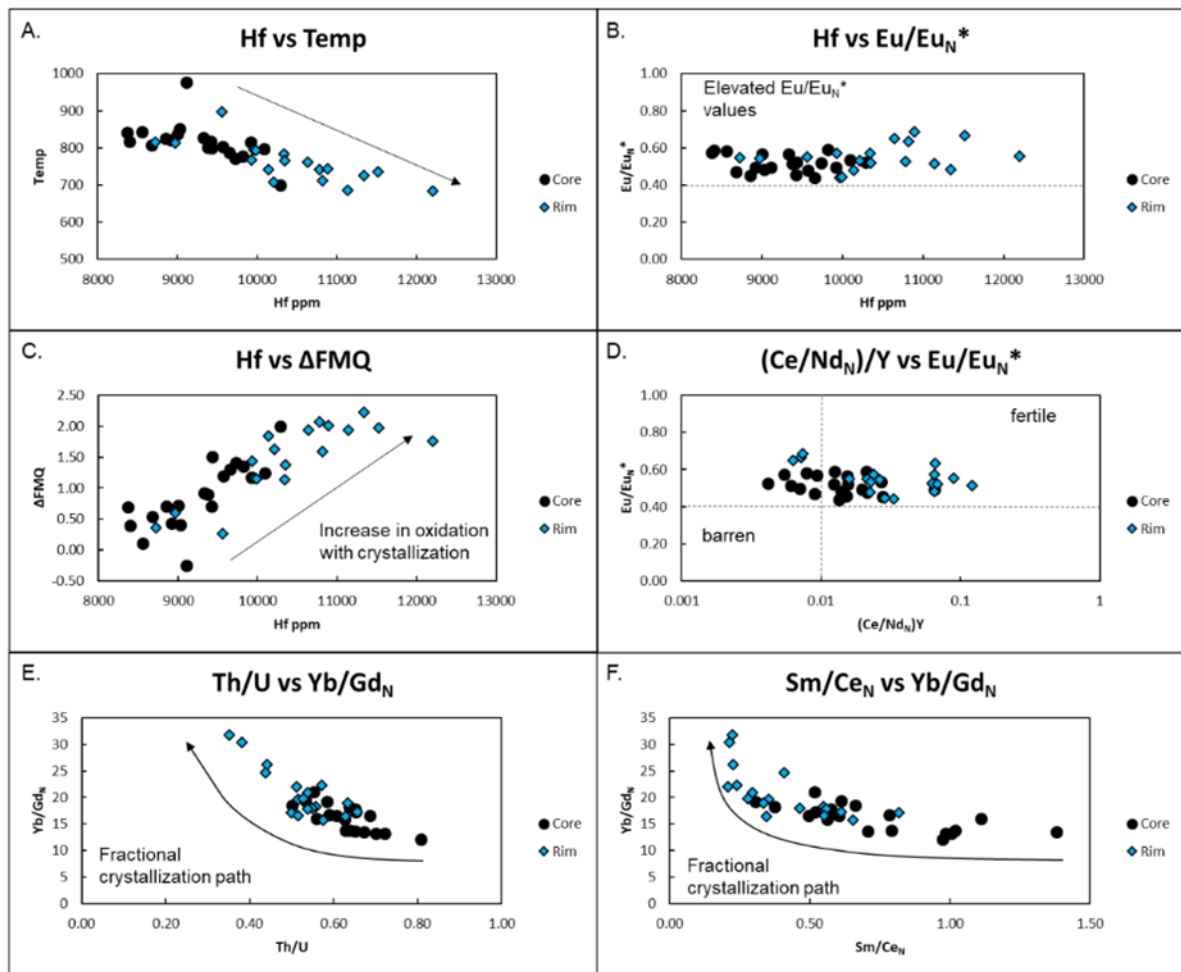 A.
Hf vs Temp
1000
900
800
700
600
500
Temp
8000 9000 10000 11000 12000 13000
Hf ppm
Core
Rim
B.
Hf vs Eu/EuN*
Elevated Eu/EuN*
values
1.00
0.80
0.60
0.40
0.20
0.00
Eu/EuN*
8000 9000 10000 11000 12000 13000
Hf ppm
Core
Rim
C.
Hf vs ΔFMQ
2.50
2.00
1.50
1.00
0.50
0.00
-0.50
ΔFMQ
Increase in oxidation
with crystallization
8000 9000 10000 11000 12000 13000
Hf ppm
Core
Rim
D.
(Ce/NdN)/Y vs Eu/EuN*
1.00
0.80
0.60
0.40
0.20
0.00
Eu/EuN*
fertile
barren
0.001 0.01 0.1 1
(Ce/NdN)Y
Core
Rim
E.
Th/U vs Yb/GdN
35
30
25
20
15
10
5
0
Yb/GdN
Fractional
crystallization path
0.00 0.20 0.40 0.60 0.80 1.00
Th/U
Core
Rim
F.
Sm/CeN vs Yb/GdN
35
30
25
20
15
10
5
0
Yb/GdN
Fractional
crystallization path
0.00 0.50 1.00 1.50
Sm/CeN
Core
Rim